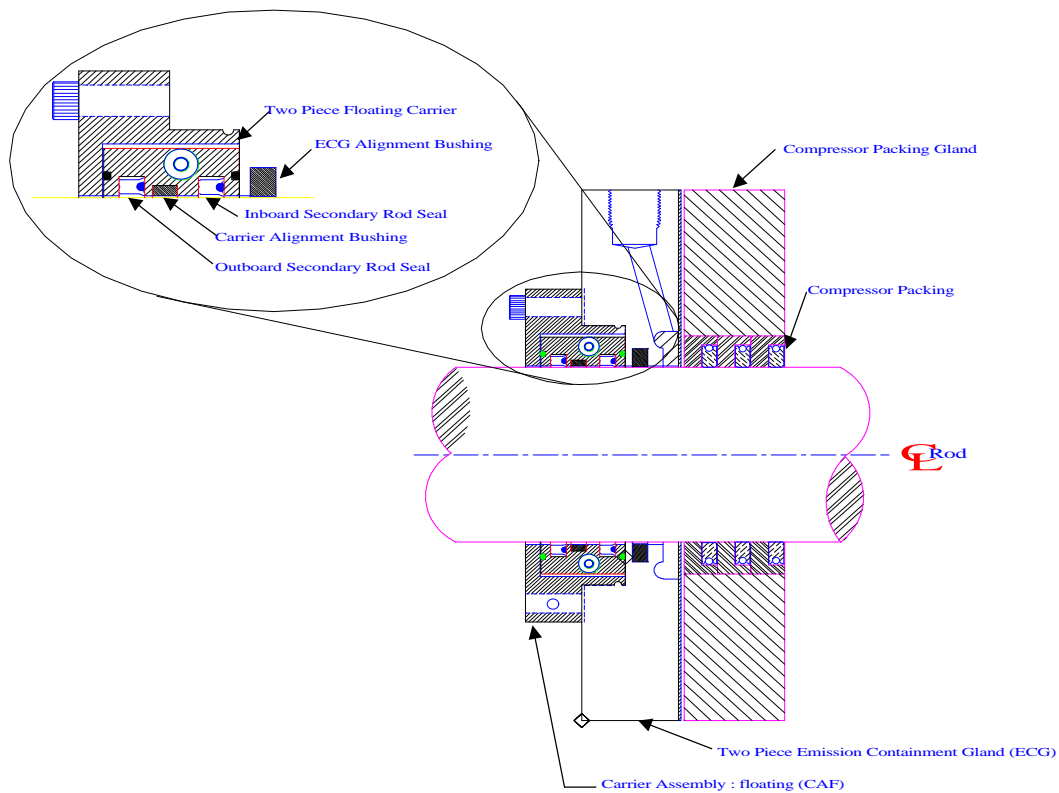 Two Piece Floating Carrier
ECG Alignment Bushing
Inboard Secondary Rod Seal
Carrier Alignment Bushing
Outboard Secondary Rod Seal
Compressor Packing Gland
Compressor Packing
CL Rod
Two Piece Emission Containment Gland (ECG)
Carrier Assembly : floating (CAF)